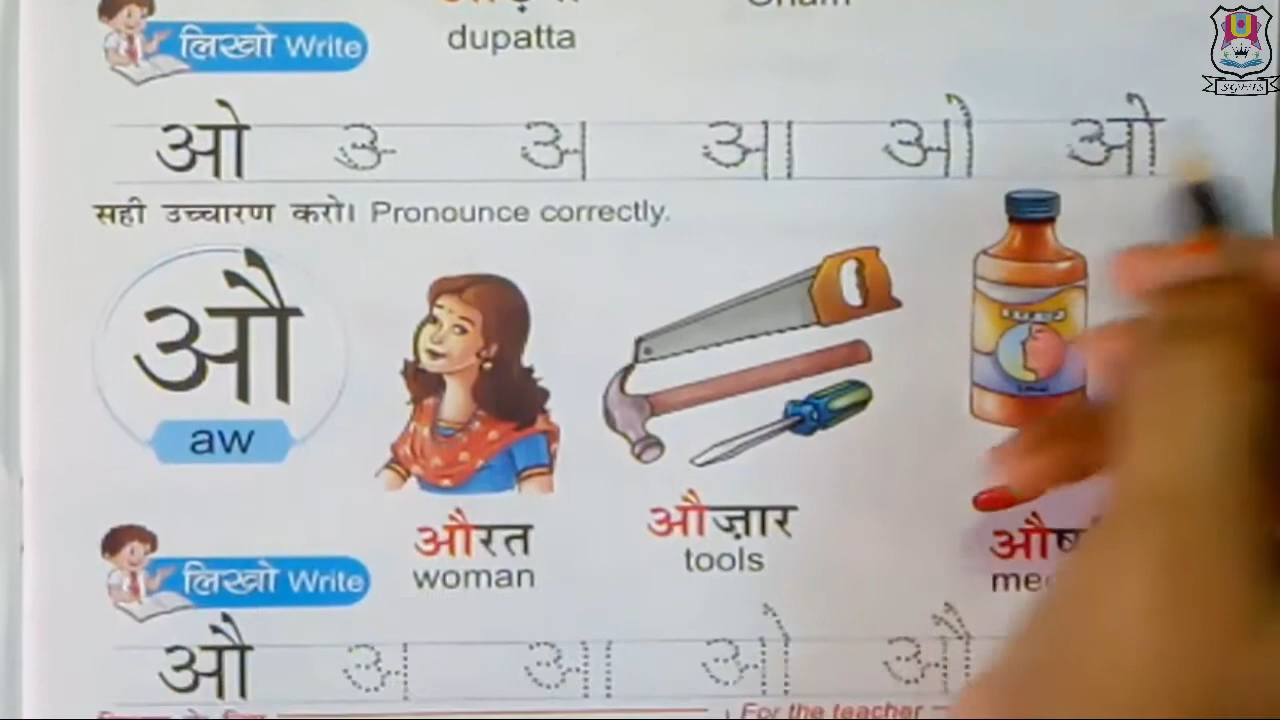 dupatta
लिखो Write
ओ उ अ आ ओ ओ
सही उच्चारण करो। Pronounce correctly.
औ
aw
औरत औज़ार
woman tools
लिखो Write
औ अ आ ओ औ
For the teacher